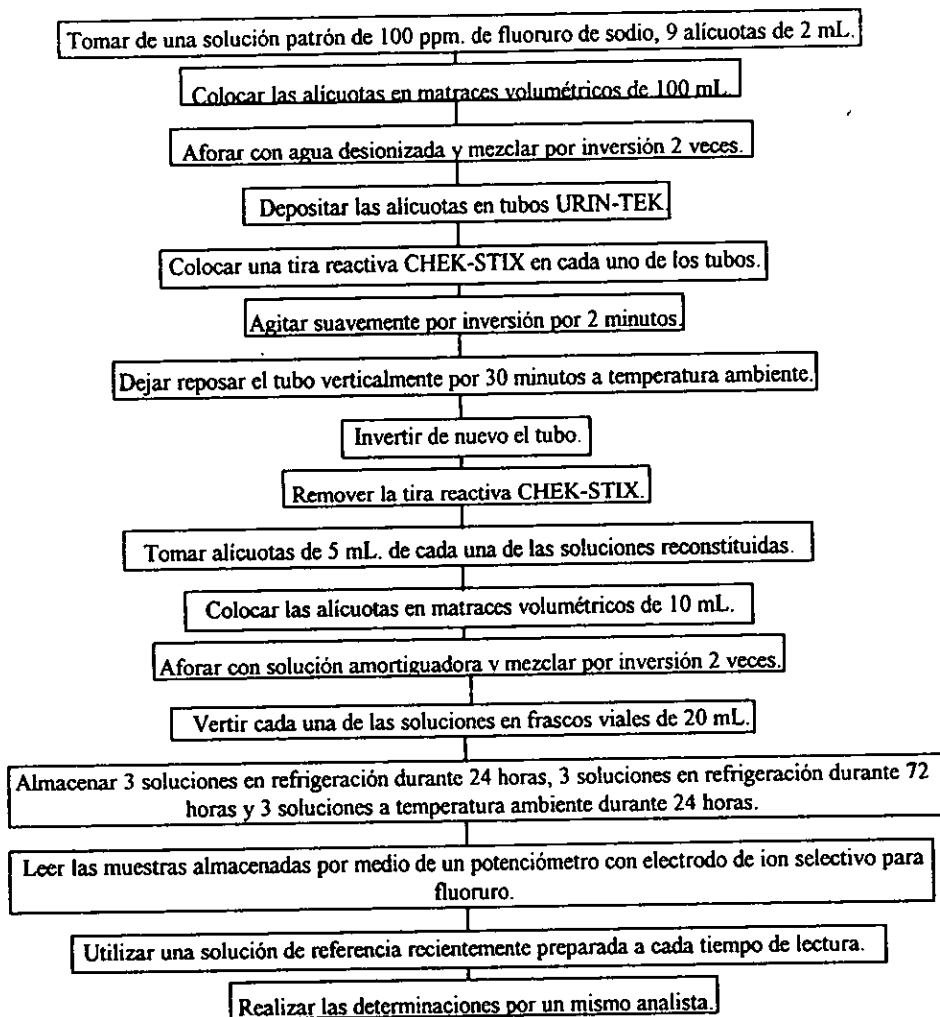 Tomar de una solución patrón de 100 ppm. de fluoruro de sodio, 9 alícuotas de 2 mL.
Colocar las alícuotas en matraces volumétricos de 100 mL.
Aforar con agua desionizada y mezclar por inversión 2 veces.
Depositar las alícuotas en tubos URIN-TEK.
Colocar una tira reactiva CHEK-STIX en cada uno de los tubos.
Agitar suavemente por inversión por 2 minutos.
Dejar reposar el tubo verticalmente por 30 minutos a temperatura ambiente.
Invertir de nuevo el tubo.
Remover la tira reactiva CHEK-STIX.
Tomar alícuotas de 5 mL. de cada una de las soluciones reconstituidas.
Colocar las alícuotas en matraces volumétricos de 10 mL.
Aforar con solución amortiguadora y mezclar por inversión 2 veces.
Vertir cada una de las soluciones en frascos viales de 20 mL.
Almacenar 3 soluciones en refrigeración durante 24 horas, 3 soluciones en refrigeración durante 72
horas y 3 soluciones a temperatura ambiente durante 24 horas.
Leer las muestras almacenadas por medio de un potenciómetro con electrodo de ion selectivo para
fluoruro.
Utilizar una solución de referencia recientemente preparada a cada tiempo de lectura.
Realizar las determinaciones por un mismo analista.